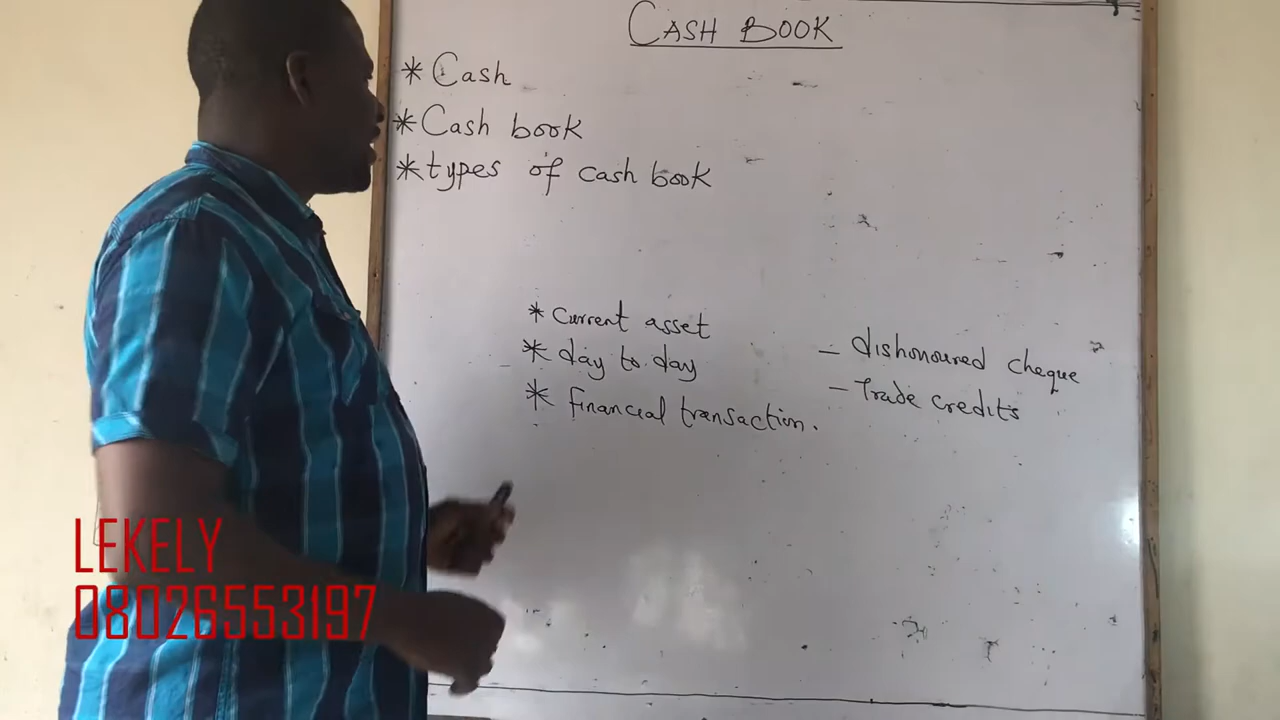 CASH BOOK
* Cash
* Cash book
* types of cash book
* Current asset
* day to day
* financial transaction.
- dishonoured cheque
- Trade credits
LEKELY
08026553197